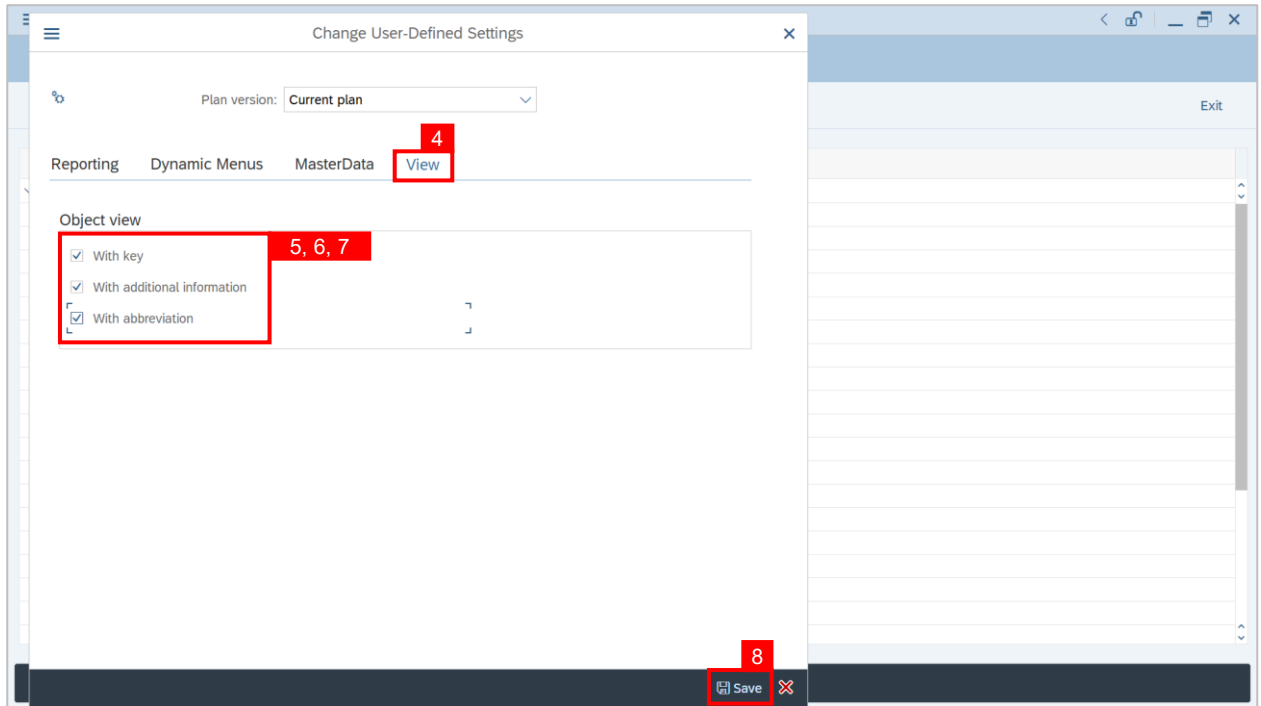 Change User-Defined Settings
Plan version: Current plan
Exit
4
Reporting Dynamic Menus MasterData View
Object view
5, 6, 7
With key
With additional information
With abbreviation
8
Save